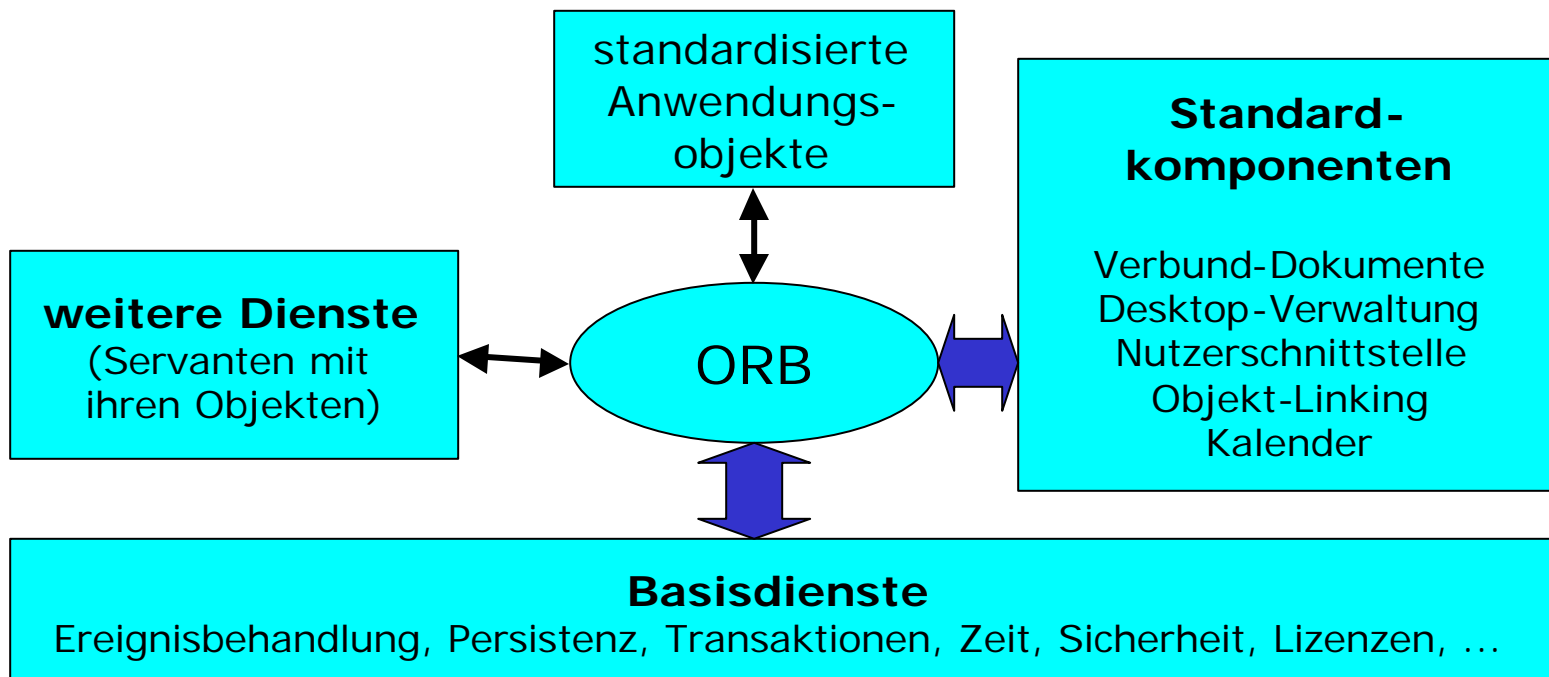 standardisierte
Anwendungs-
objekte
Standard-
komponenten
Verbund-Dokumente
Desktop-Verwaltung
Nutzerschnittstelle
Objekt-Linking
Kalender
weitere Dienste
(Servanten mit
ihren Objekten)
ORB
Basisdienste
Ereignisbehandlung, Persistenz, Transaktionen, Zeit, Sicherheit, Lizenzen, ...